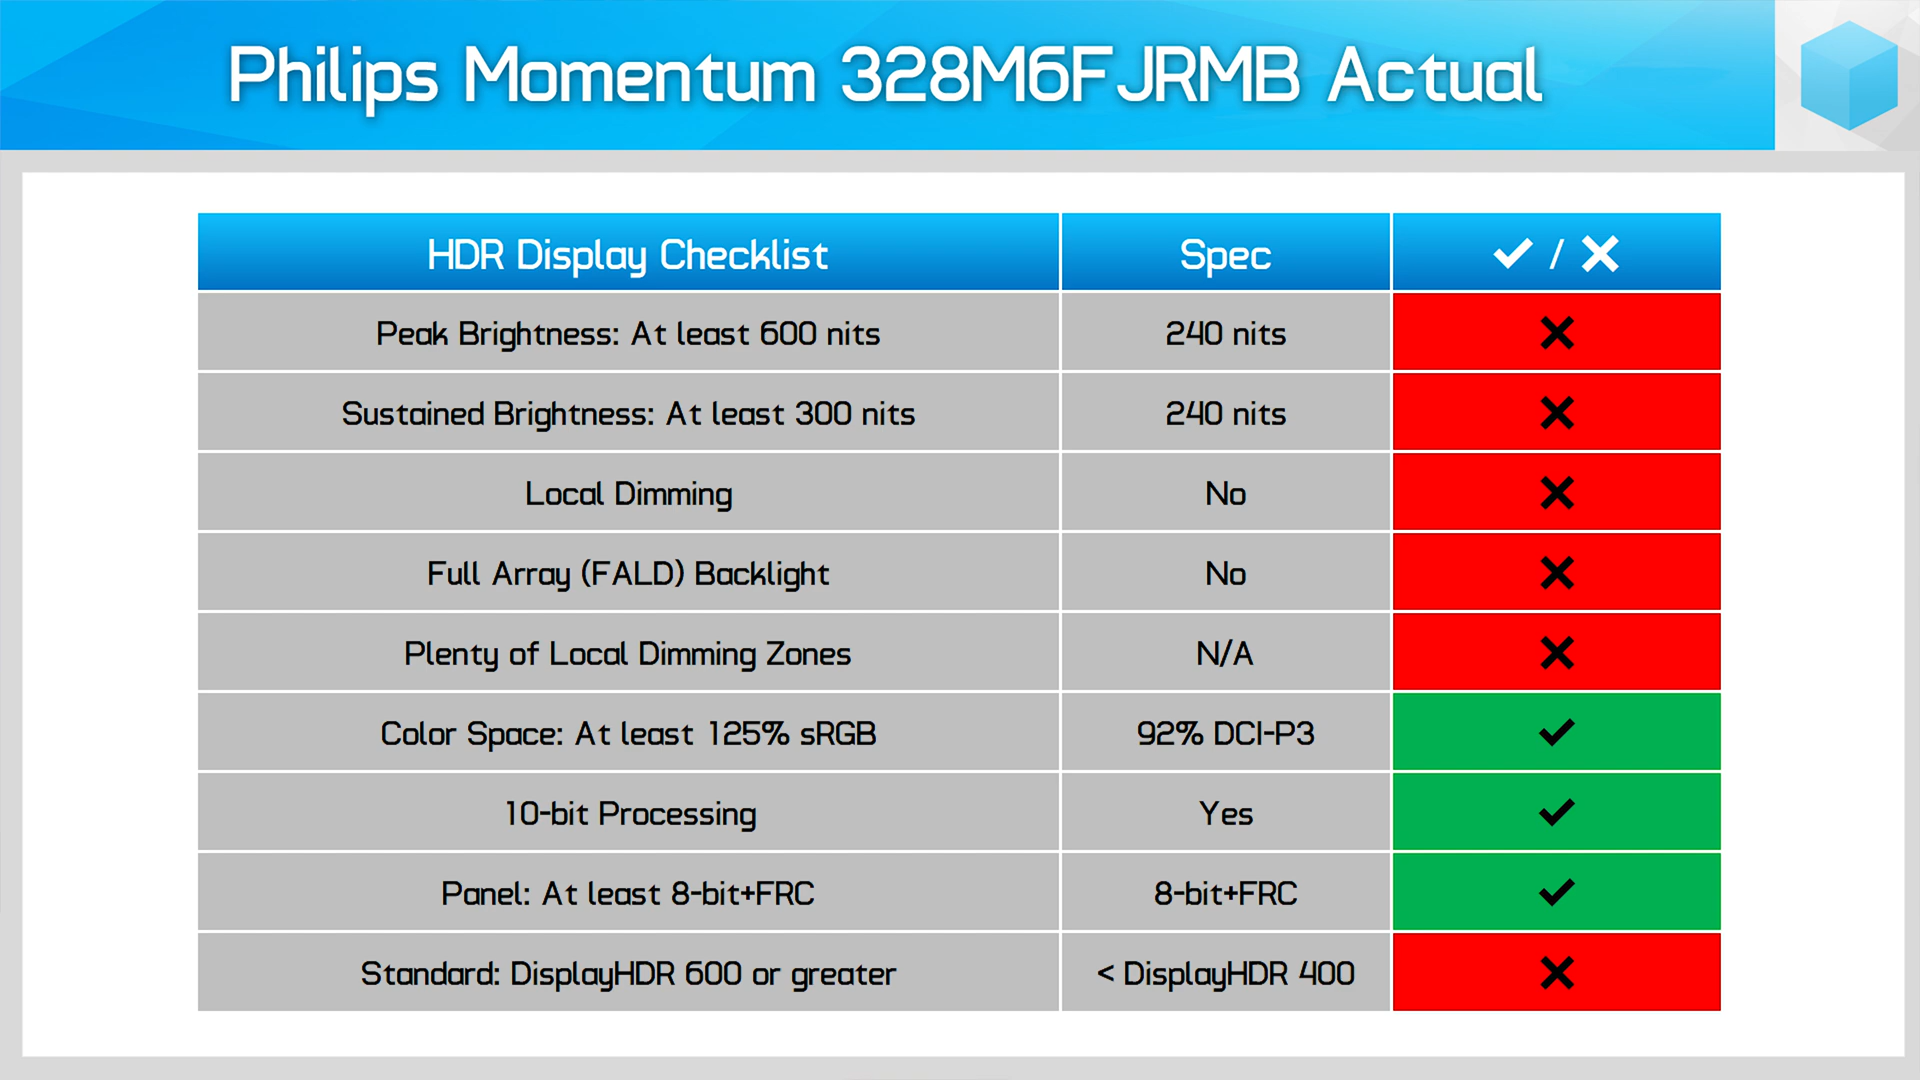 Philips Momentum 328M6FJRMB Actual
HDR Display Checklist Spec ✓ / ✕
Peak Brightness: At least 600 nits 240 nits ✕
Sustained Brightness: At least 300 nits 240 nits ✕
Local Dimming No ✕
Full Array (FALD) Backlight No ✕
Plenty of Local Dimming Zones N/A ✕
Color Space: At least 125% sRGB 92% DCI-P3 ✓
10-bit Processing Yes ✓
Panel: At least 8-bit+FRC 8-bit+FRC ✓
Standard: DisplayHDR 600 or greater < DisplayHDR 400 ✕